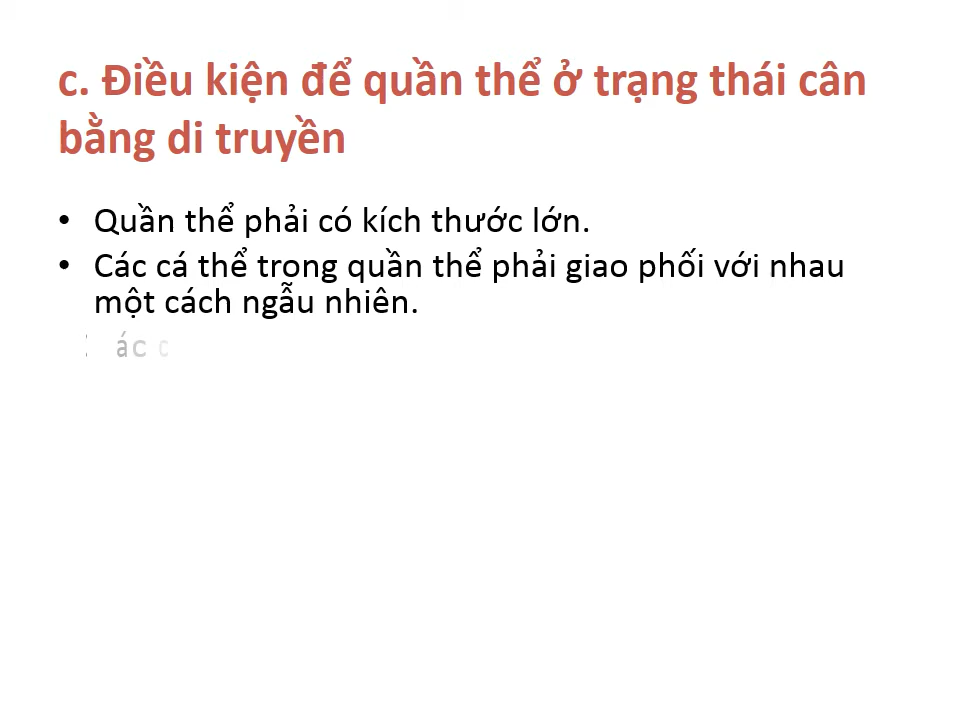 c. Điều kiện để quần thể ở trạng thái cân
bằng di truyền
• Quần thể phải có kích thước lớn.
• Các cá thể trong quần thể phải giao phối với nhau
một cách ngẫu nhiên.